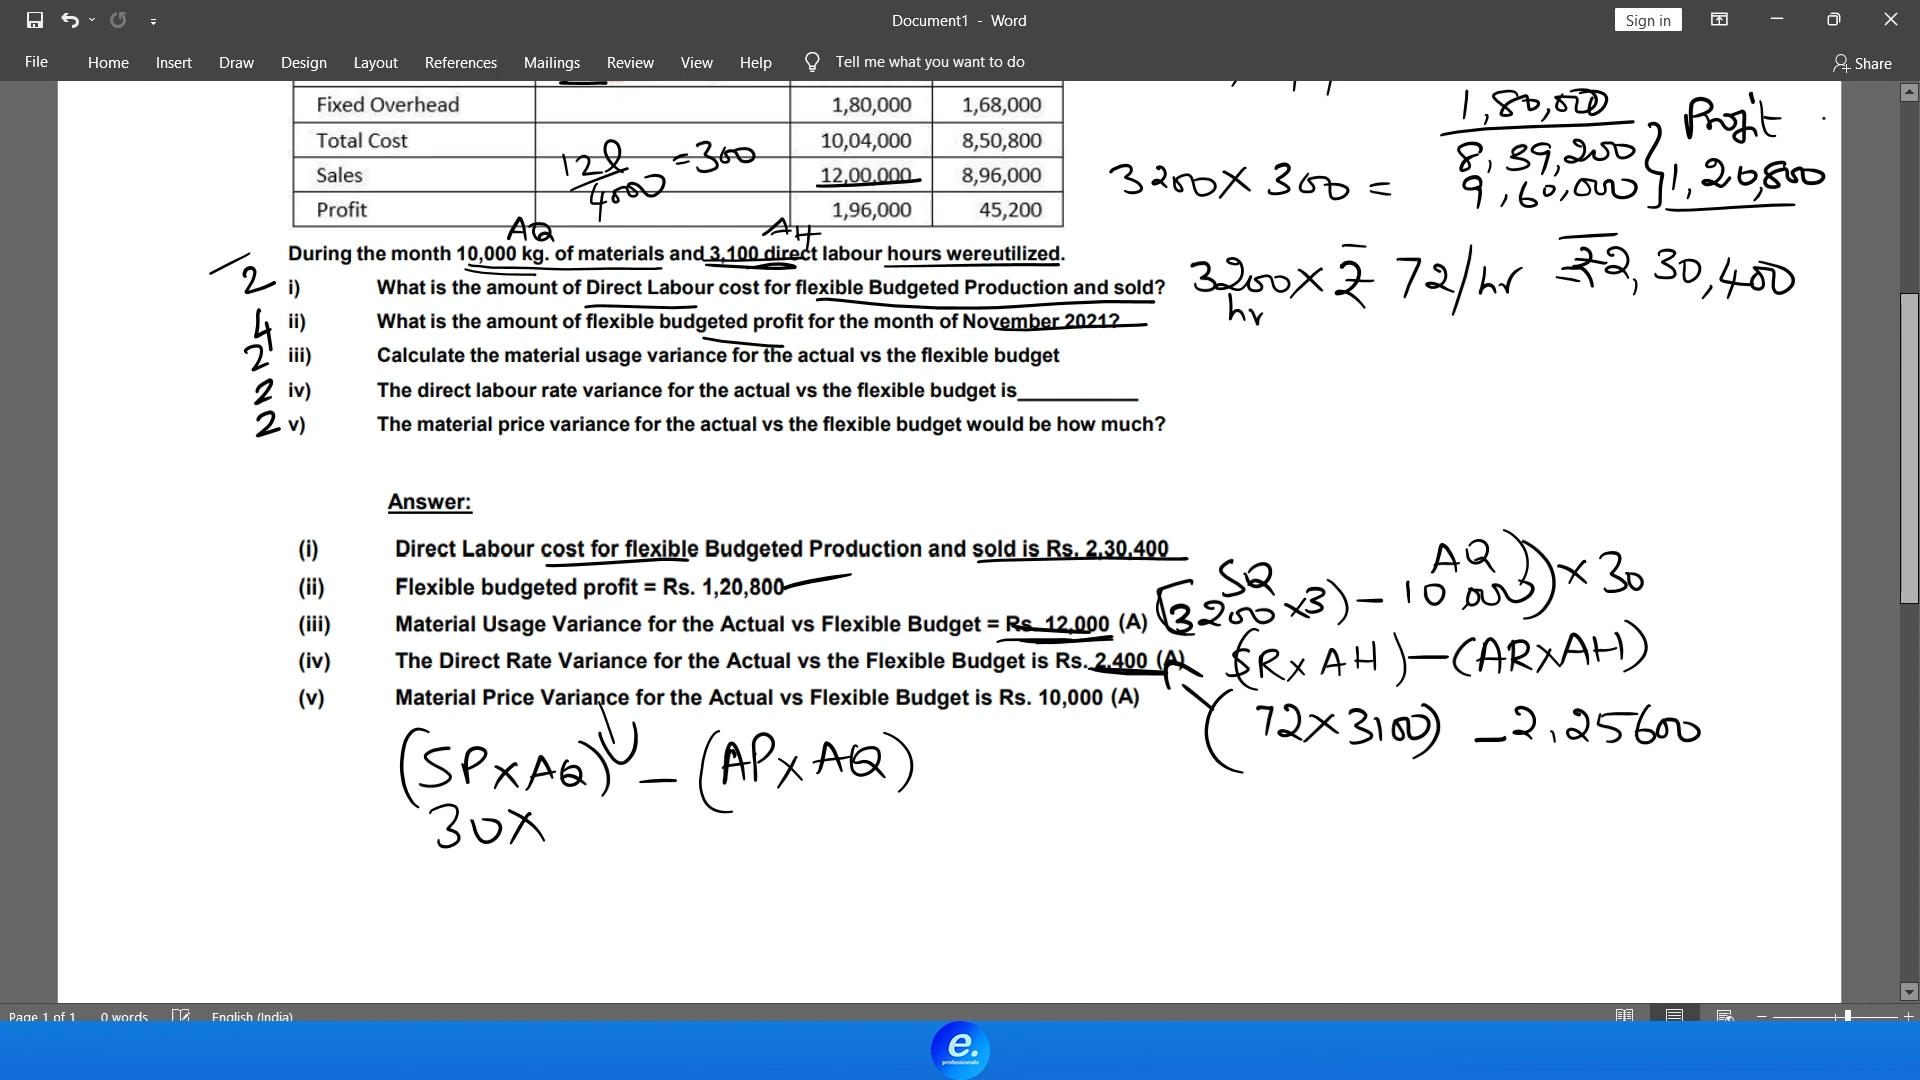 Document1 - Word
Sign in
File Home Insert Draw Design Layout References Mailings Review View Help Tell me what you want to do Share
Fixed Overhead 1,80,000 1,68,000
Total Cost 10,04,000 8,50,800
Sales 12,00,000 8,96,000
Profit 1,96,000 45,200
12l/4000 = 300
1,80,000
8,39,200
9,60,000
Profit
1,20,800
3200 X 300 =
AQ AH
During the month 10,000 kg. of materials and 3,100 direct labour hours wereutilized.
2 i) What is the amount of Direct Labour cost for flexible Budgeted Production and sold?
3200 X ₹ 72/hr = ₹2,30,400
hr
4 ii) What is the amount of flexible budgeted profit for the month of November 2021?
2 iii) Calculate the material usage variance for the actual vs the flexible budget
2 iv) The direct labour rate variance for the actual vs the flexible budget is____________
2 v) The material price variance for the actual vs the flexible budget would be how much?
Answer:
(i) Direct Labour cost for flexible Budgeted Production and sold is Rs. 2,30,400
(ii) Flexible budgeted profit = Rs. 1,20,800
SQ AQ
(3200 x3) - 10,000) x 30
(iii) Material Usage Variance for the Actual vs Flexible Budget = Rs. 12,000 (A)
(iv) The Direct Rate Variance for the Actual vs the Flexible Budget is Rs. 2,400 (A)
(SR x AH) - (AR x AH)
(v) Material Price Variance for the Actual vs Flexible Budget is Rs. 10,000 (A)
(72 x 3100) - 2,25600
(SP x AQ) - (AP x AQ)
30 x
Page 1 of 1 0 words English (India)
e.
professionals